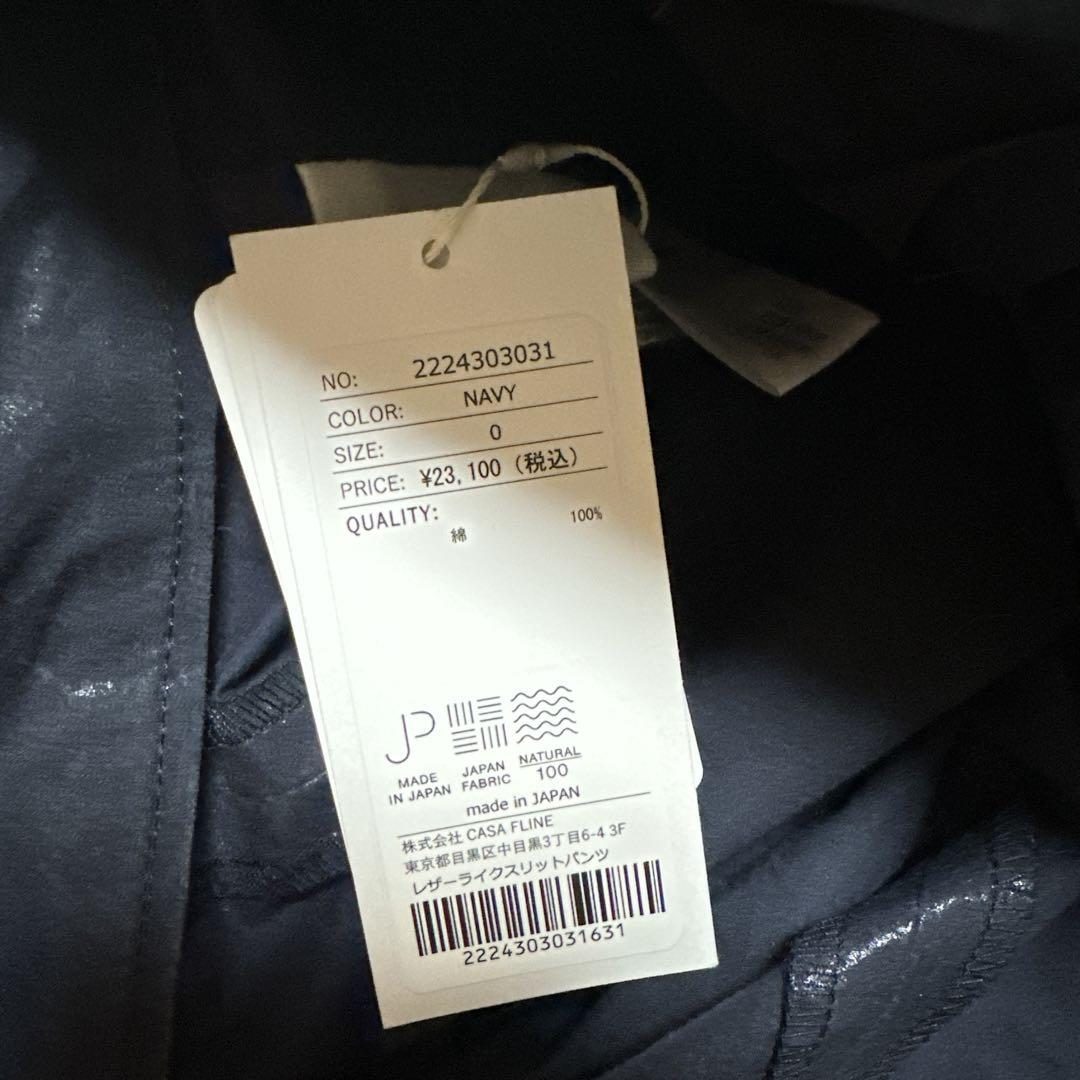 NO: 2224303031
COLOR: NAVY
SIZE: 0
PRICE: ¥23,100（税込）
QUALITY:
綿 100%
JP
MADE IN JAPAN
JAPAN FABRIC
NATURAL 100
made in JAPAN
株式会社 CASA FLINE
東京都目黒区中目黒3丁目6-4 3F
レザーライクスリットパンツ
2224303031631